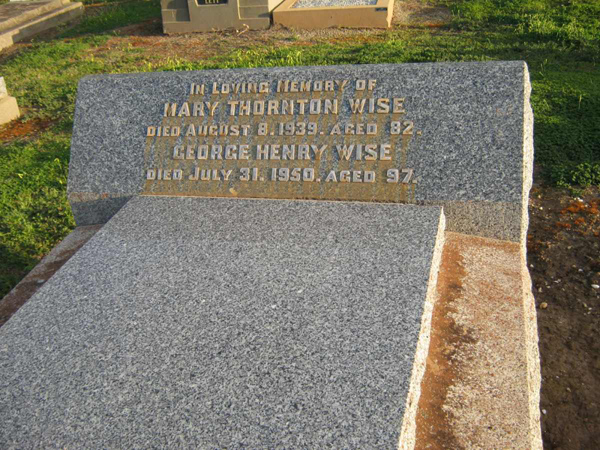 In Loving Memory of
MARY THORNTON WISE
DIED AUGUST 8, 1939. AGED 82.
GEORGE HENRY WISE
DIED JULY 31, 1950. AGED 97.